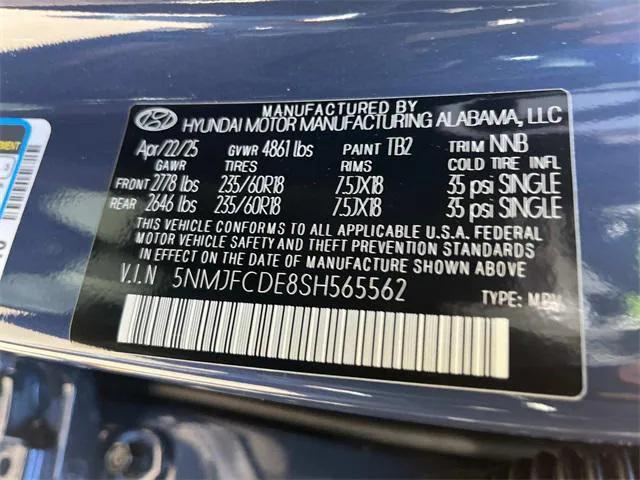 MANUFACTURED BY
HYUNDAI MOTOR MANUFACTURING ALABAMA, LLC
Apr/22/25 GVWR 4861 lbs PAINT TB2 TRIM NNB
GAWR TIRES RIMS COLD TIRE INFL
FRONT 2778 lbs 235/60R18 7.5JX18 35 psi SINGLE
REAR 2646 lbs 235/60R18 7.5JX18 35 psi SINGLE
THIS VEHICLE CONFORMS TO ALL APPLICABLE U.S.A. FEDERAL
MOTOR VEHICLE SAFETY AND THEFT PREVENTION STANDARDS
IN EFFECT ON THE DATE OF MANUFACTURE SHOWN ABOVE
V.I.N 5NMJFCDE8SH565562 TYPE: MPV